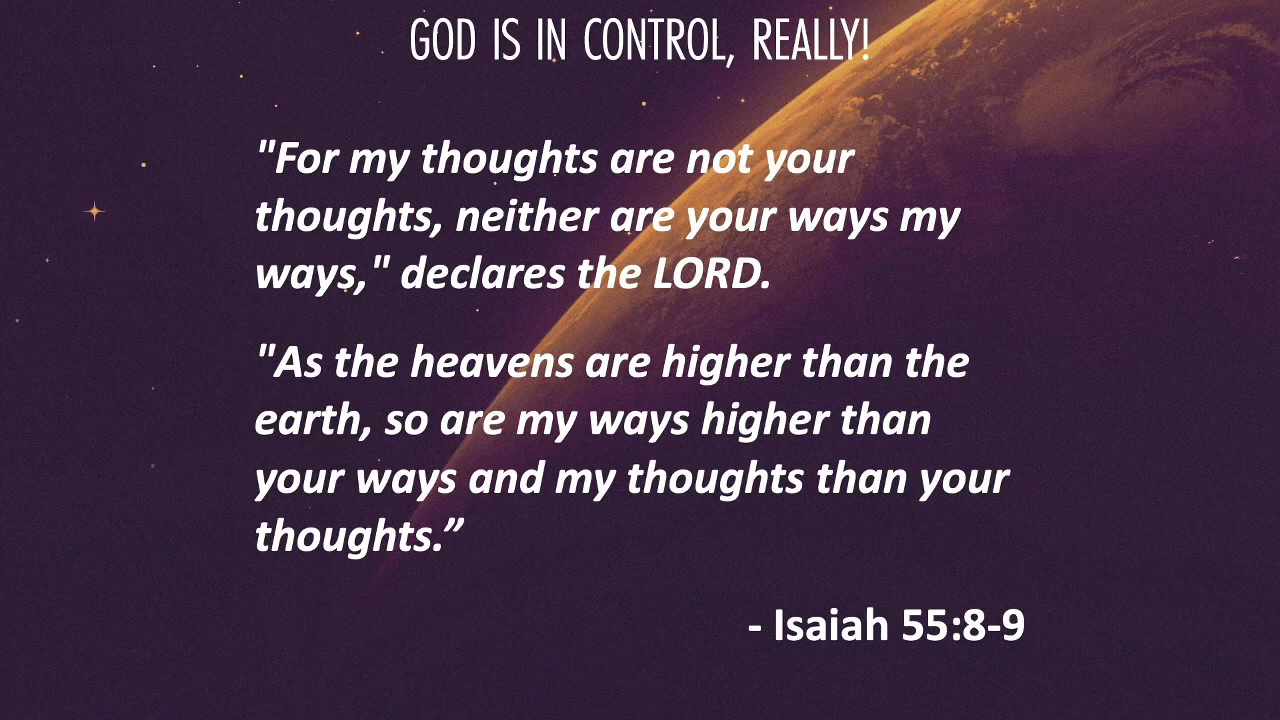 GOD IS IN CONTROL, REALLY!
"For my thoughts are not your
thoughts, neither are your ways my
ways," declares the LORD.
"As the heavens are higher than the
earth, so are my ways higher than
your ways and my thoughts than your
thoughts.”
- Isaiah 55:8-9